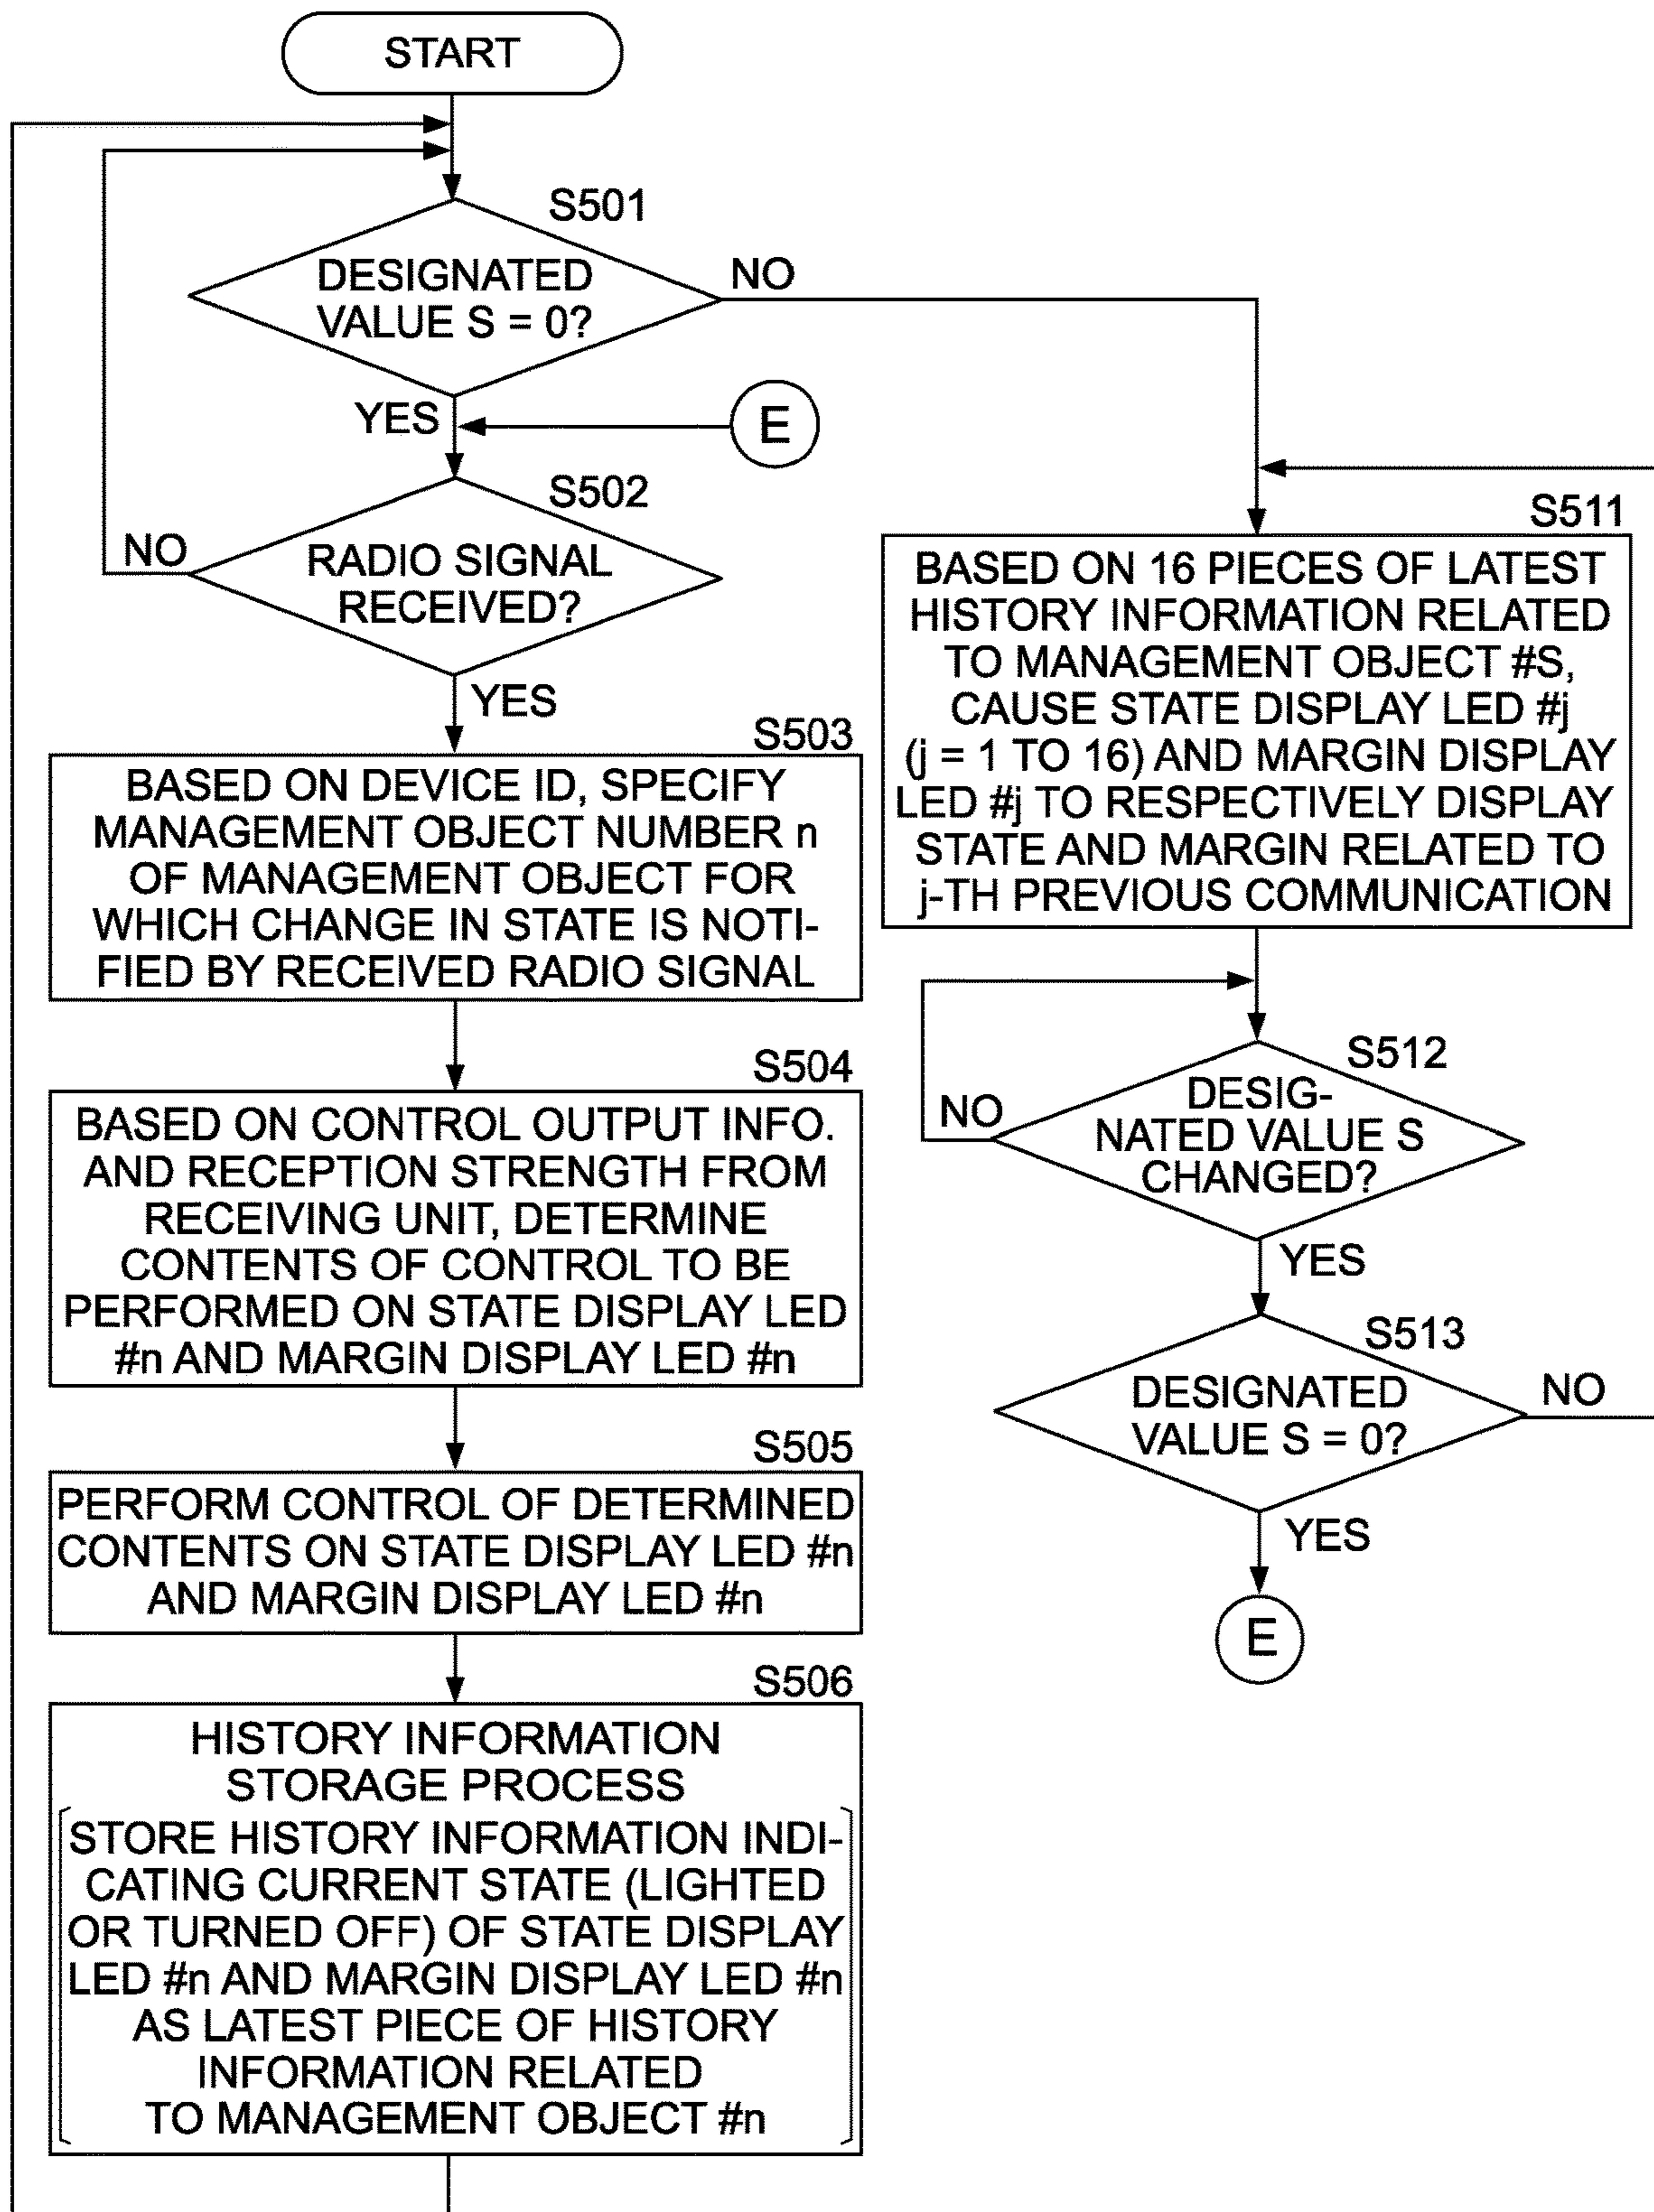 START
S501
DESIGNATED
VALUE S = 0?
NO
YES
E
S502
RADIO SIGNAL
RECEIVED?
NO
YES
S503
BASED ON DEVICE ID, SPECIFY
MANAGEMENT OBJECT NUMBER n
OF MANAGEMENT OBJECT FOR
WHICH CHANGE IN STATE IS NOTI-
FIED BY RECEIVED RADIO SIGNAL
S504
BASED ON CONTROL OUTPUT INFO.
AND RECEPTION STRENGTH FROM
RECEIVING UNIT, DETERMINE
CONTENTS OF CONTROL TO BE
PERFORMED ON STATE DISPLAY LED
#n AND MARGIN DISPLAY LED #n
S505
PERFORM CONTROL OF DETERMINED
CONTENTS ON STATE DISPLAY LED #n
AND MARGIN DISPLAY LED #n
S506
HISTORY INFORMATION
STORAGE PROCESS
STORE HISTORY INFORMATION INDI-
CATING CURRENT STATE (LIGHTED
OR TURNED OFF) OF STATE DISPLAY
LED #n AND MARGIN DISPLAY LED #n
AS LATEST PIECE OF HISTORY
INFORMATION RELATED
TO MANAGEMENT OBJECT #n
S511
BASED ON 16 PIECES OF LATEST
HISTORY INFORMATION RELATED
TO MANAGEMENT OBJECT #S,
CAUSE STATE DISPLAY LED #j
(j = 1 TO 16) AND MARGIN DISPLAY
LED #j TO RESPECTIVELY DISPLAY
STATE AND MARGIN RELATED TO
j-TH PREVIOUS COMMUNICATION
S512
DESIG-
NATED VALUE S
CHANGED?
NO
YES
S513
DESIGNATED
VALUE S = 0?
NO
YES
E